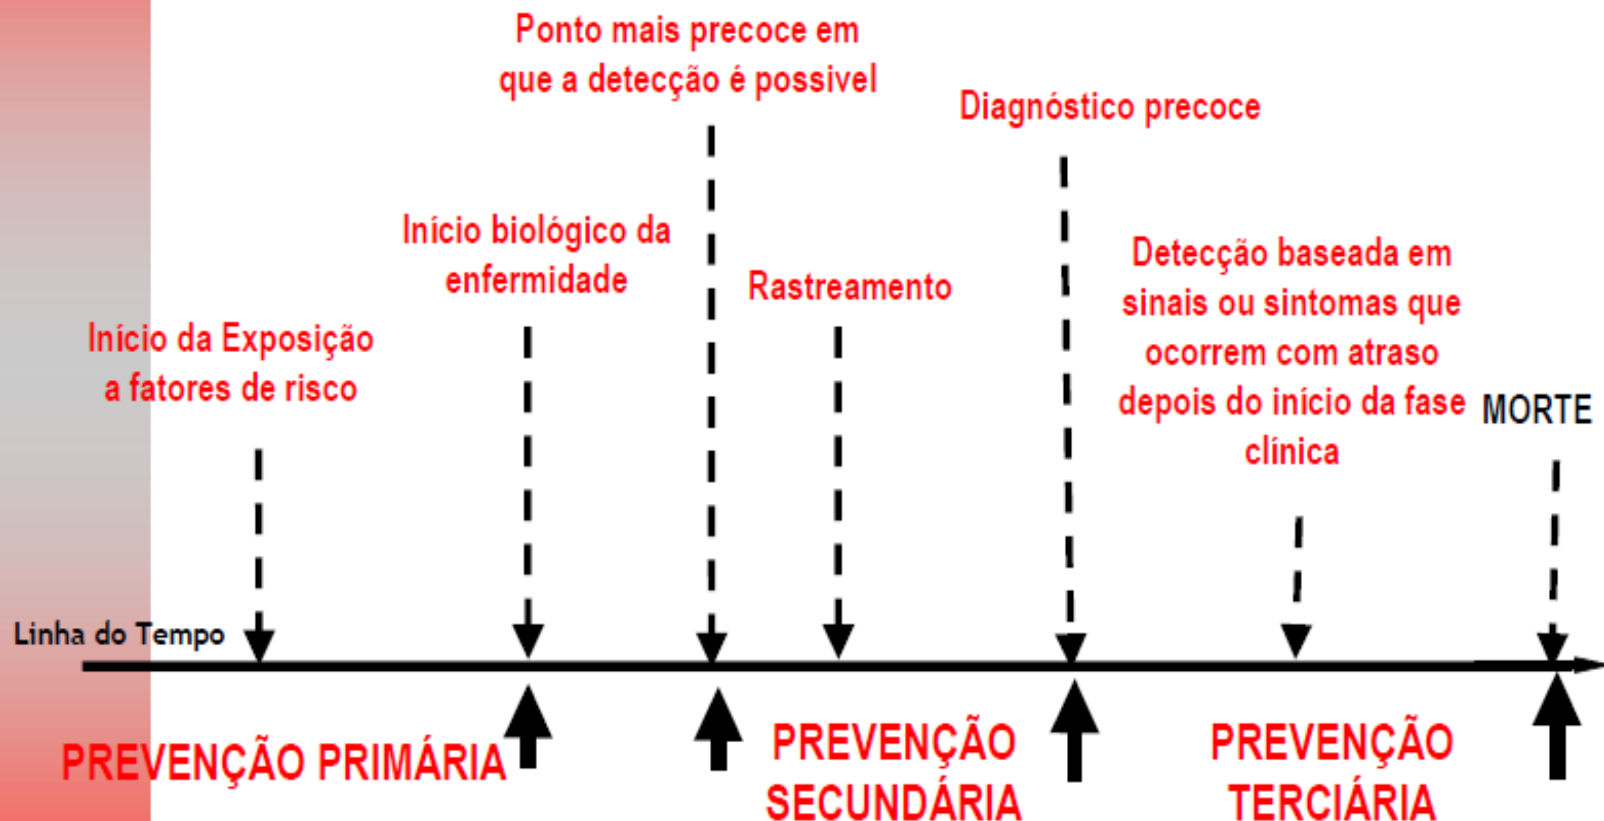 Ponto mais precoce em
que a detecção é possivel
Diagnóstico precoce
Início biológico da
enfermidade
Rastreamento
Detecção baseada em
sinais ou sintomas que
ocorrem com atraso
depois do início da fase
clínica
Início da Exposição
a fatores de risco
MORTE
Linha do Tempo
PREVENÇÃO PRIMÁRIA
PREVENÇÃO
SECUNDÁRIA
PREVENÇÃO
TERCIÁRIA